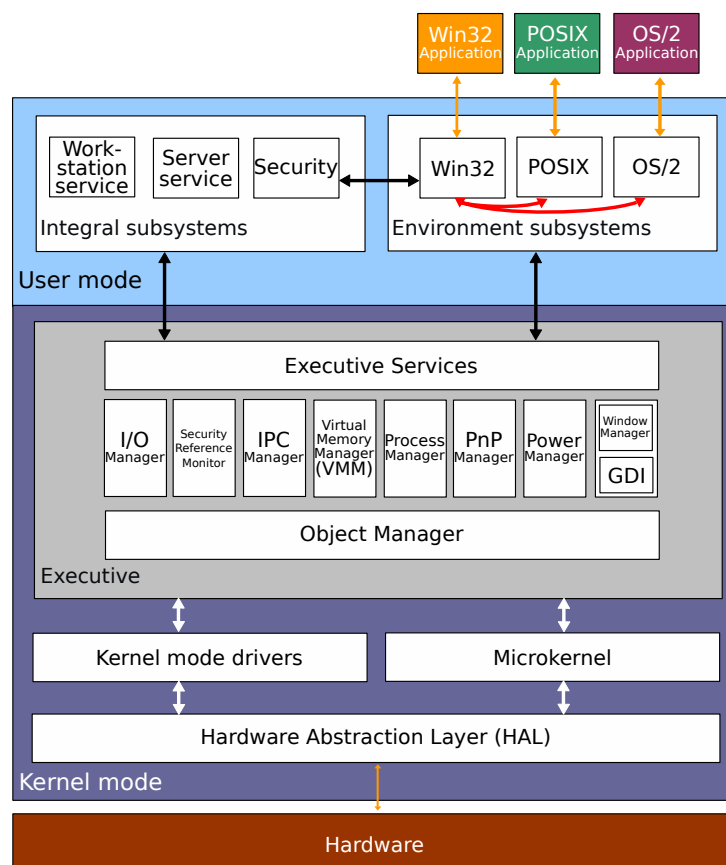 Win32
Application
POSIX
Application
OS/2
Application
Work-
station
service
Server
service
Security
Integral subsystems
Win32
POSIX
OS/2
Environment subsystems
User mode
Executive Services
I/O
Manager
Security
Reference
Monitor
IPC
Manager
Virtual
Memory
Manager
(VMM)
Process
Manager
PnP
Manager
Power
Manager
Window
Manager
GDI
Object Manager
Executive
Kernel mode drivers
Microkernel
Hardware Abstraction Layer (HAL)
Kernel mode
Hardware